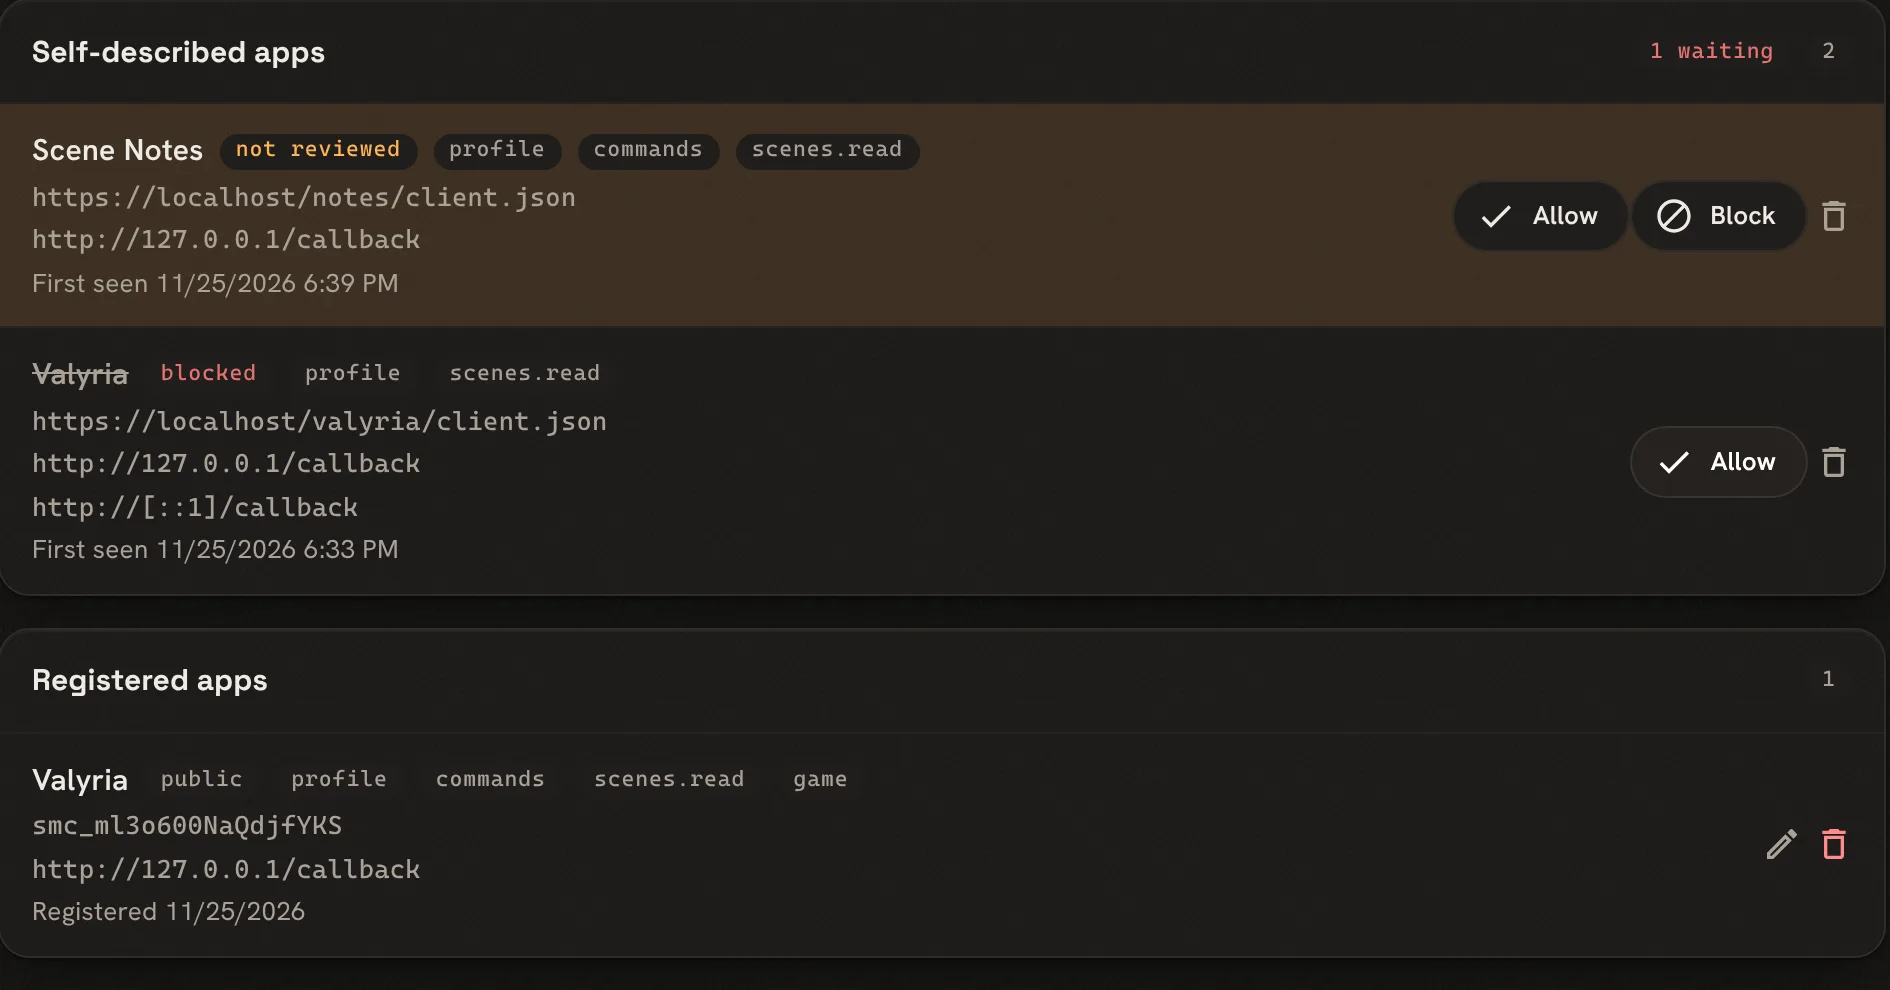 Self-described apps 1 waiting 2
Scene Notes not reviewed profile commands scenes.read
https://localhost/notes/client.json
http://127.0.0.1/callback
First seen 11/25/2026 6:39 PM
Allow Block
Valyria blocked profile scenes.read
https://localhost/valyria/client.json
http://127.0.0.1/callback
http://[::1]/callback
First seen 11/25/2026 6:33 PM
Allow
Registered apps 1
Valyria public profile commands scenes.read game
smc_ml3o600NaQdjfYKS
http://127.0.0.1/callback
Registered 11/25/2026